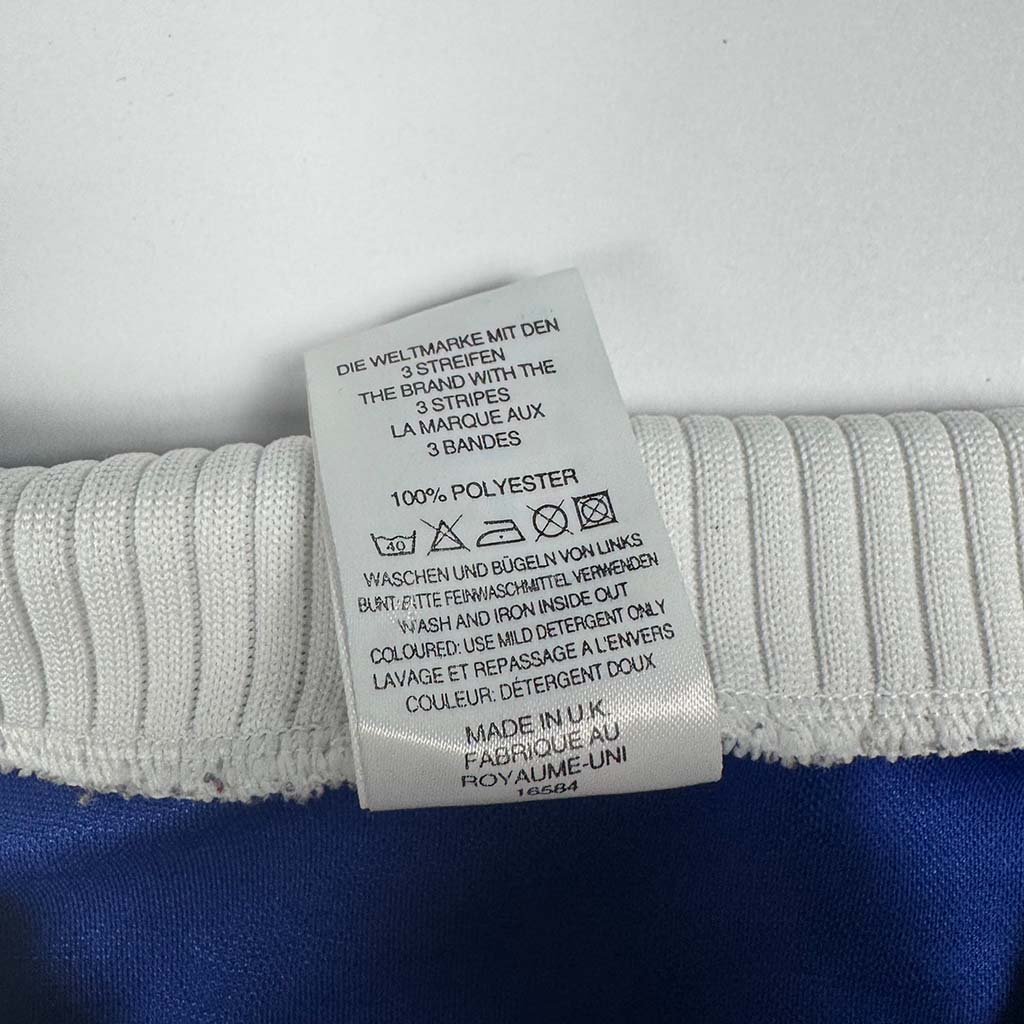 DIE WELTMARKE MIT DEN
3 STREIFEN
THE BRAND WITH THE
3 STRIPES
LA MARQUE AUX
3 BANDES
100% POLYESTER
40
WASCHEN UND BÜGELN VON LINKS
BUNT: BITTE FEINWASCHMITTEL VERWENDEN
WASH AND IRON INSIDE OUT
COLOURED: USE MILD DETERGENT ONLY
LAVAGE ET REPASSAGE A L'ENVERS
COULEUR: DÉTERGENT DOUX
MADE IN U.K.
FABRIQUE AU
ROYAUME-UNI
16584